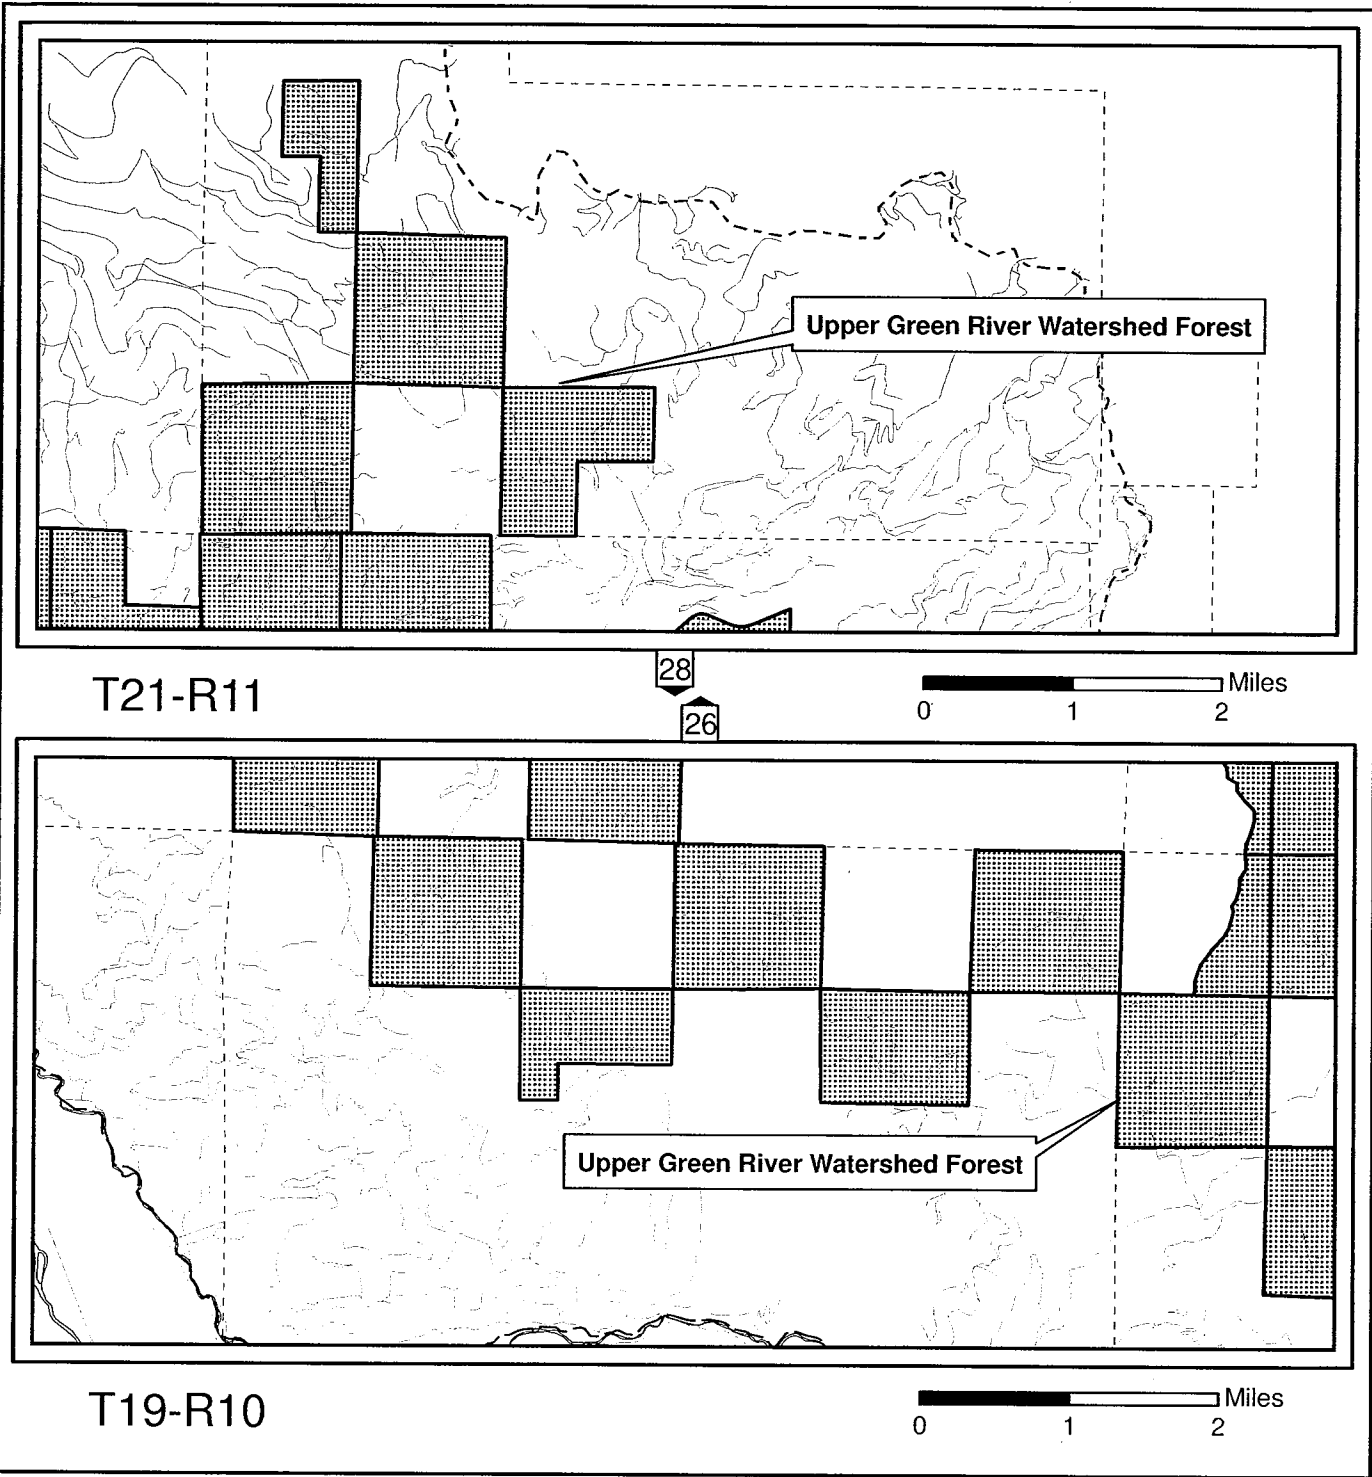 Upper Green River Watershed Forest
28
T21-R11
Miles
0 1 2
26
Upper Green River Watershed Forest
T19-R10
Miles
0 1 2